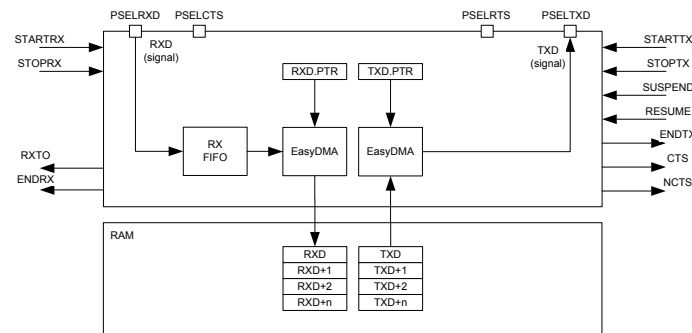 PSELRXD PSELCTS PSELRTS PSELTXD
STARTRX RXD (signal) TXD (signal) STARTTX
STOPRX STOPTX
RXD.PTR TXD.PTR
SUSPEND
RESUME
RX FIFO EasyDMA EasyDMA
ENDTX
RXTO CTS
ENDRX NCTS
RAM
RXD TXD
RXD+1 TXD+1
RXD+2 TXD+2
RXD+n TXD+n